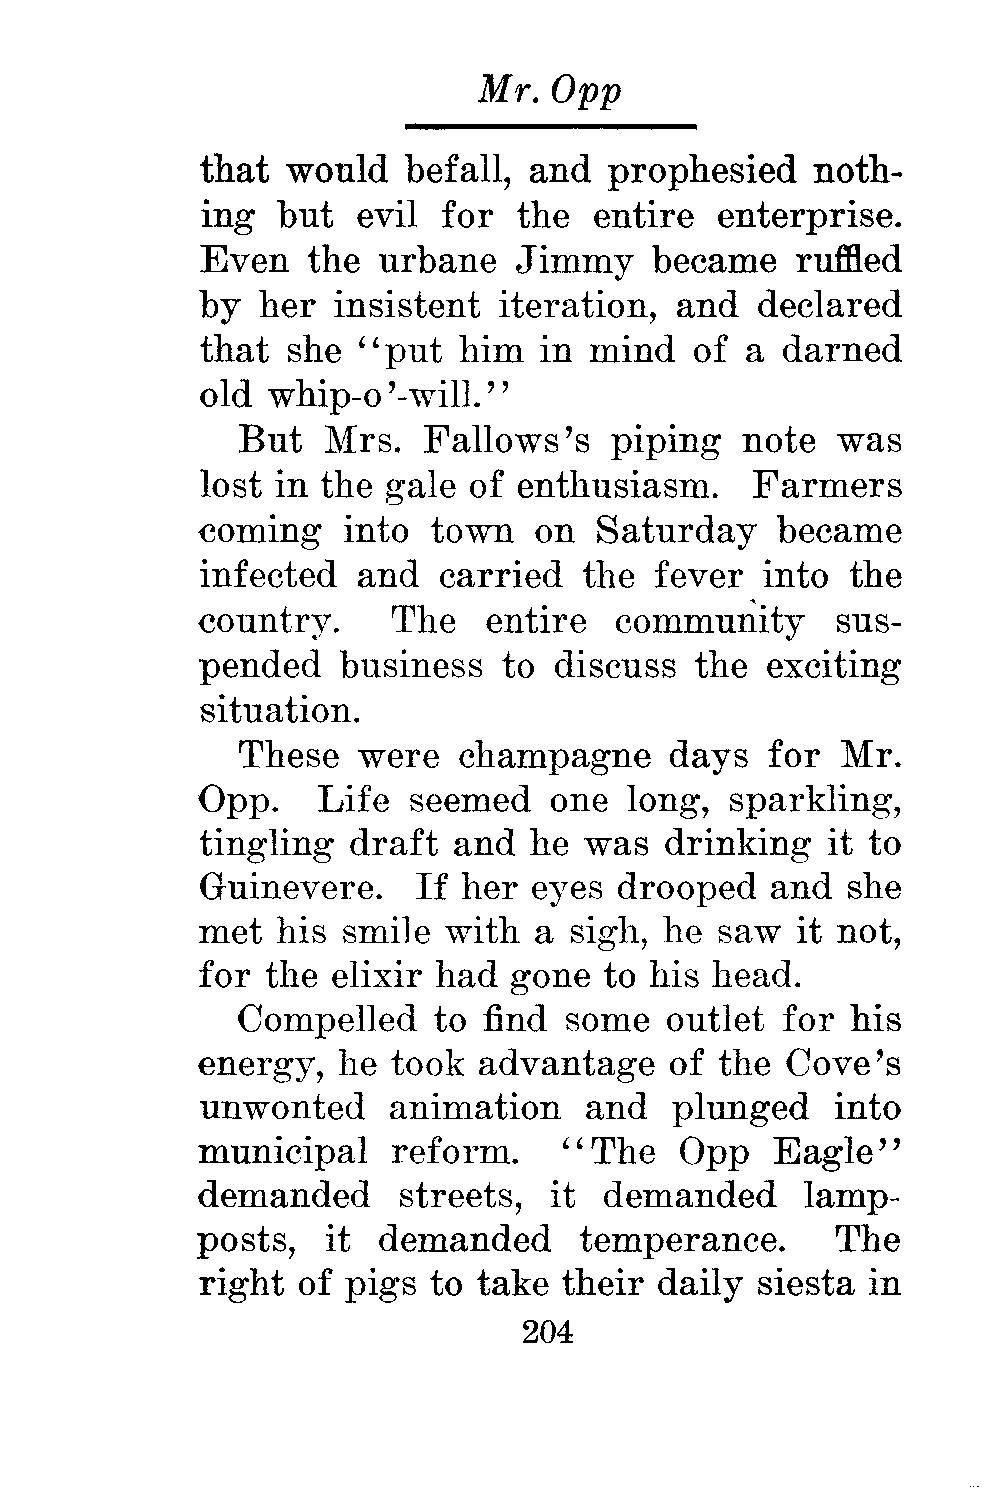 Mr. Opp
that would befall, and prophesied noth-
ing but evil for the entire enterprise.
Even the urbane Jimmy became ruffled
by her insistent iteration, and declared
that she "put him in mind of a darned
old whip-o'-will."
But Mrs. Fallows's piping note was
lost in the gale of enthusiasm. Farmers
coming into town on Saturday became
infected and carried the fever into the
country. The entire community sus-
pended business to discuss the exciting
situation.
These were champagne days for Mr.
Opp. Life seemed one long, sparkling,
tingling draft and he was drinking it to
Guinevere. If her eyes drooped and she
met his smile with a sigh, he saw it not,
for the elixir had gone to his head.
Compelled to find some outlet for his
energy, he took advantage of the Cove's
unwonted animation and plunged into
municipal reform. "The Opp Eagle"
demanded streets, it demanded lamp-
posts, it demanded temperance. The
right of pigs to take their daily siesta in
204